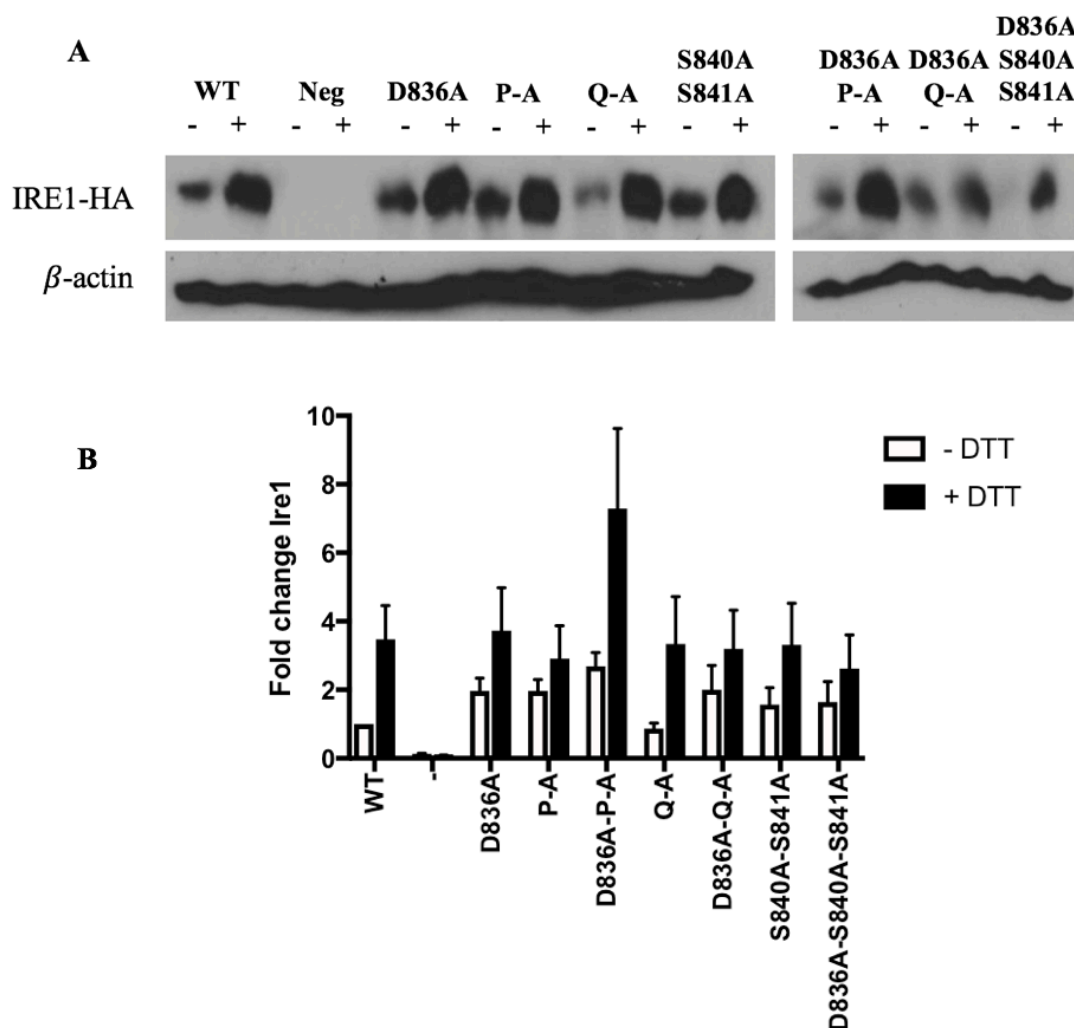 A
WT Neg D836A P-A Q-A S840A S841A D836A P-A D836A Q-A D836A S840A S841A
- + - + - + - + - + - + - + - + - +
IRE1-HA
β-actin
B
Fold change Ire1
10
8
6
4
2
0
- DTT
+ DTT
WT
-
D836A
P-A
D836A-P-A
Q-A
D836A-Q-A
S840A-S841A
D836A-S840A-S841A